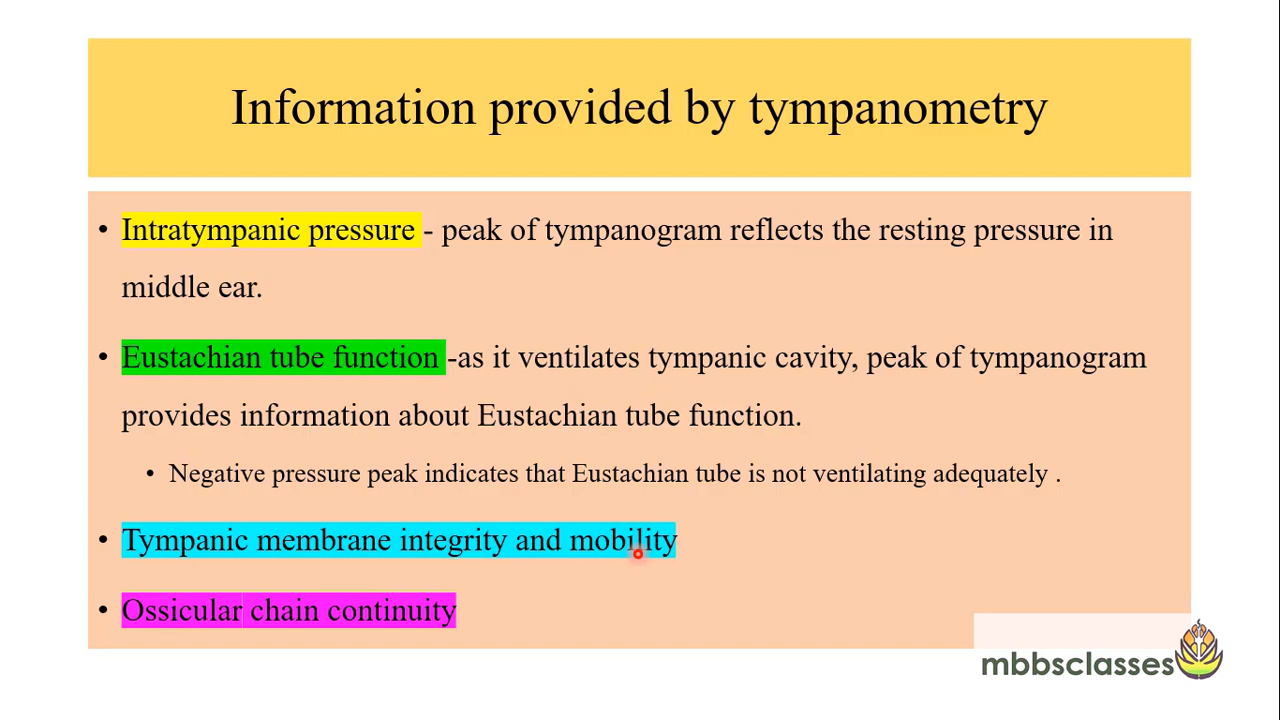 Information provided by tympanometry
• Intratympanic pressure - peak of tympanogram reflects the resting pressure in
middle ear.
• Eustachian tube function -as it ventilates tympanic cavity, peak of tympanogram
provides information about Eustachian tube function.
• Negative pressure peak indicates that Eustachian tube is not ventilating adequately .
• Tympanic membrane integrity and mobility
• Ossicular chain continuity
mbbsclasses